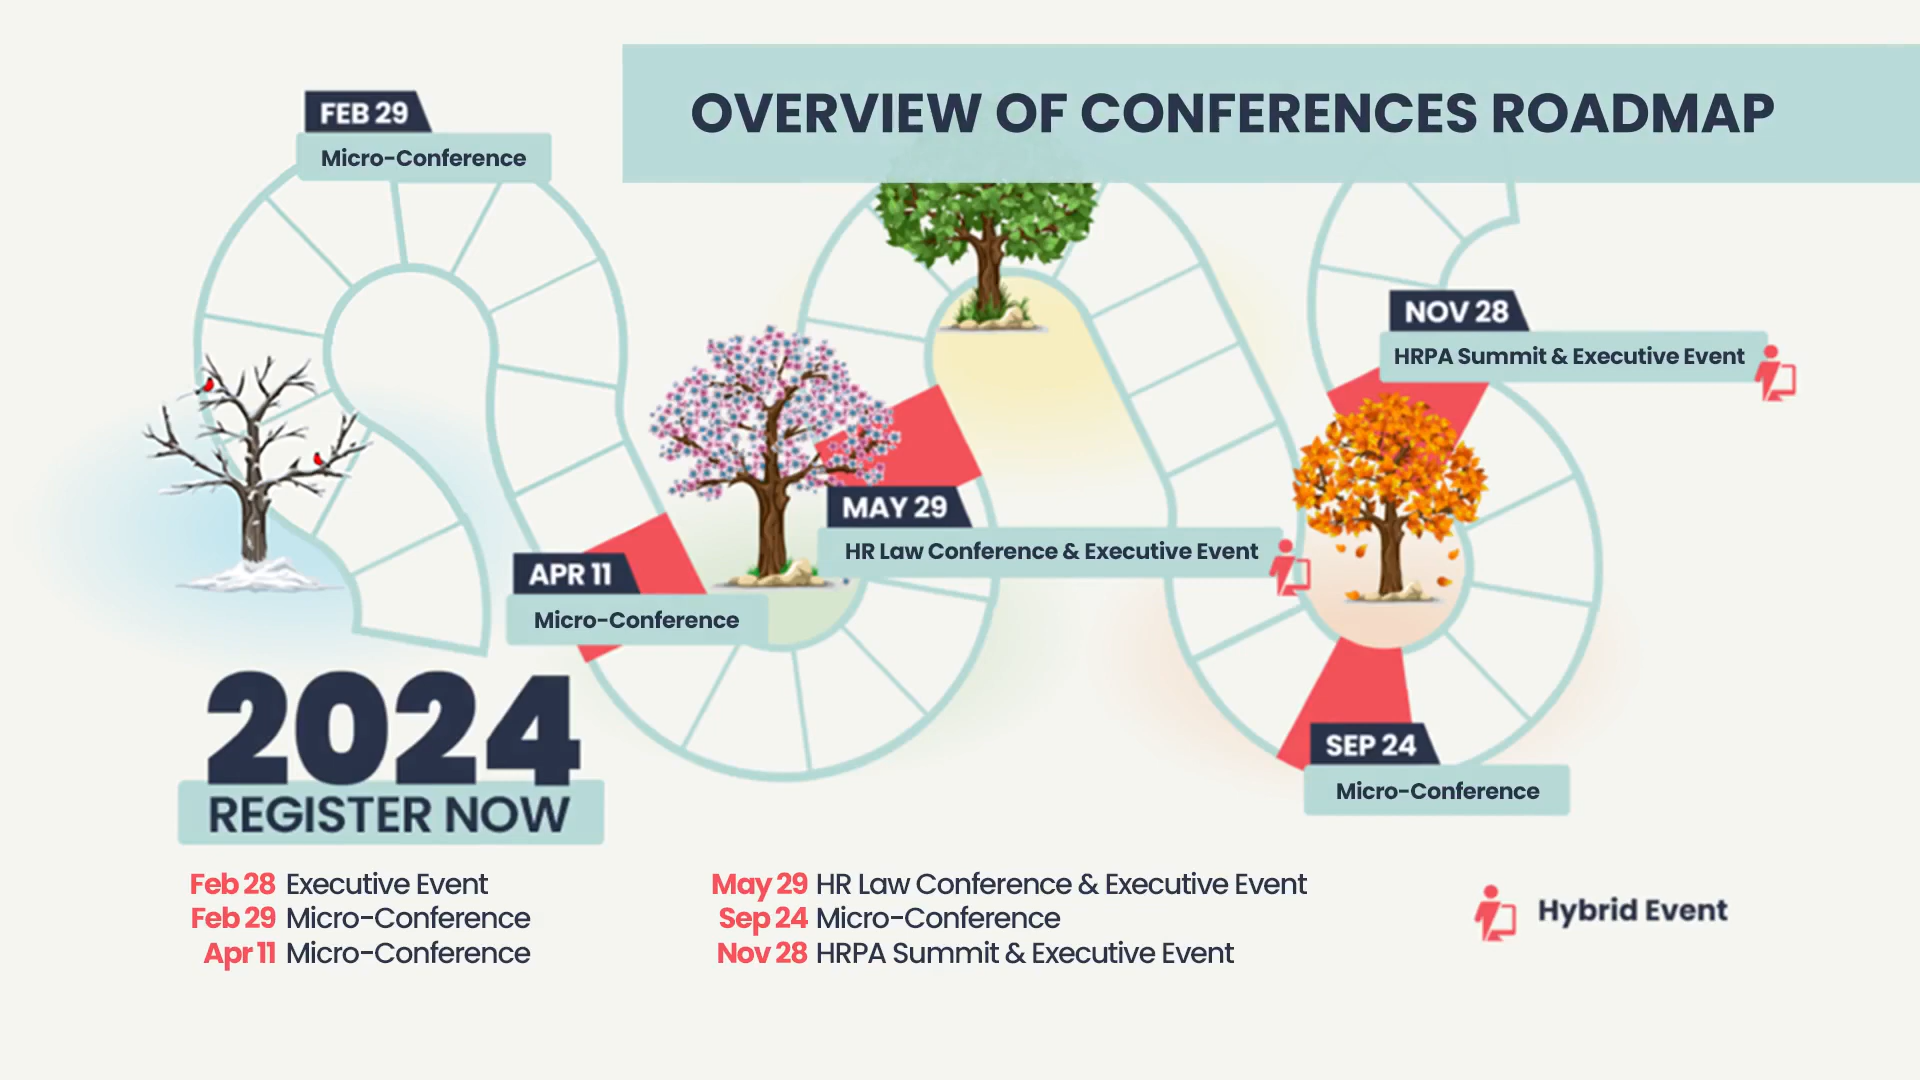 OVERVIEW OF CONFERENCES ROADMAP
FEB 29
Micro-Conference
NOV 28
HRPA Summit & Executive Event
MAY 29
HR Law Conference & Executive Event
APR 11
Micro-Conference
SEP 24
Micro-Conference
2024
REGISTER NOW
Feb 28 Executive Event
Feb 29 Micro-Conference
Apr 11 Micro-Conference
May 29 HR Law Conference & Executive Event
Sep 24 Micro-Conference
Nov 28 HRPA Summit & Executive Event
Hybrid Event